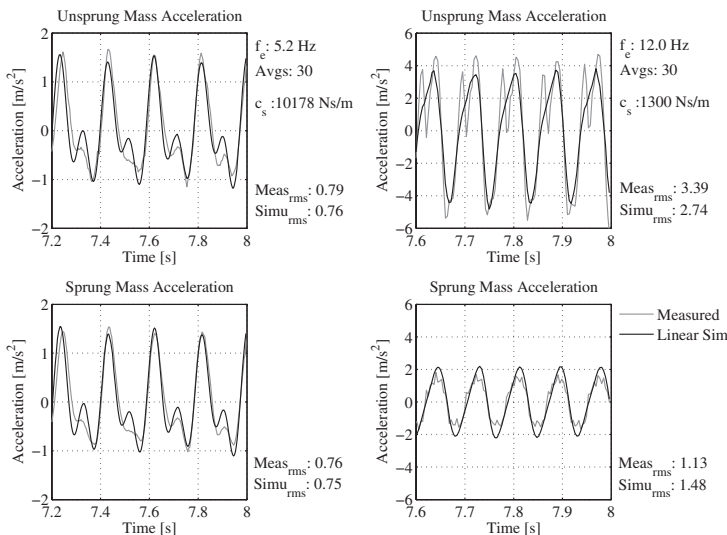 Unsprung Mass Acceleration
2
1
0
−1
−2
Acceleration [m/s²]
7.2
7.4
7.6
7.8
8
Time [s]
f_e: 5.2 Hz
Avgs: 30
c_s:10178 Ns/m
Meas_rms: 0.79
Simu_rms: 0.76
Unsprung Mass Acceleration
6
4
2
0
−2
−4
−6
Acceleration [m/s²]
7.6
7.7
7.8
7.9
8
Time [s]
f_e: 12.0 Hz
Avgs: 30
c_s:1300 Ns/m
Meas_rms: 3.39
Simu_rms: 2.74
Sprung Mass Acceleration
2
1
0
−1
−2
Acceleration [m/s²]
7.2
7.4
7.6
7.8
8
Time [s]
Meas_rms: 0.76
Simu_rms: 0.75
Sprung Mass Acceleration
6
4
2
0
−2
−4
−6
Acceleration [m/s²]
7.6
7.7
7.8
7.9
8
Time [s]
Measured
Linear Sim
Meas_rms: 1.13
Simu_rms: 1.48